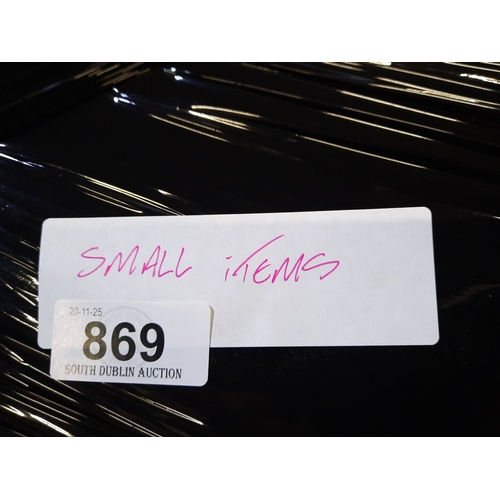 SMALL iTEMS
20-11-25
869
SOUTH DUBLIN AUCTION